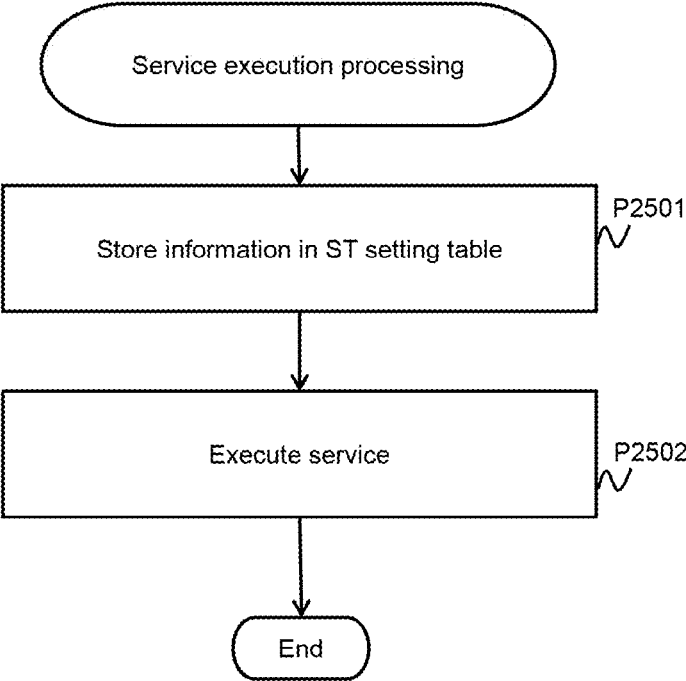 Service execution processing
P2501
Store information in ST setting table
P2502
Execute service
End